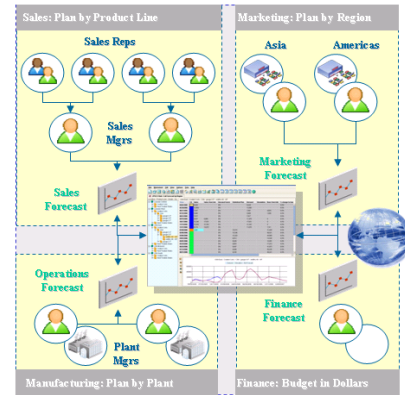 Sales: Plan by Product Line
Marketing: Plan by Region
Sales Reps
Asia
Americas
Sales
Mgrs
Marketing
Forecast
Sales
Forecast
Operations
Forecast
Finance
Forecast
Plant
Mgrs
Manufacturing: Plan by Plant
Finance: Budget in Dollars